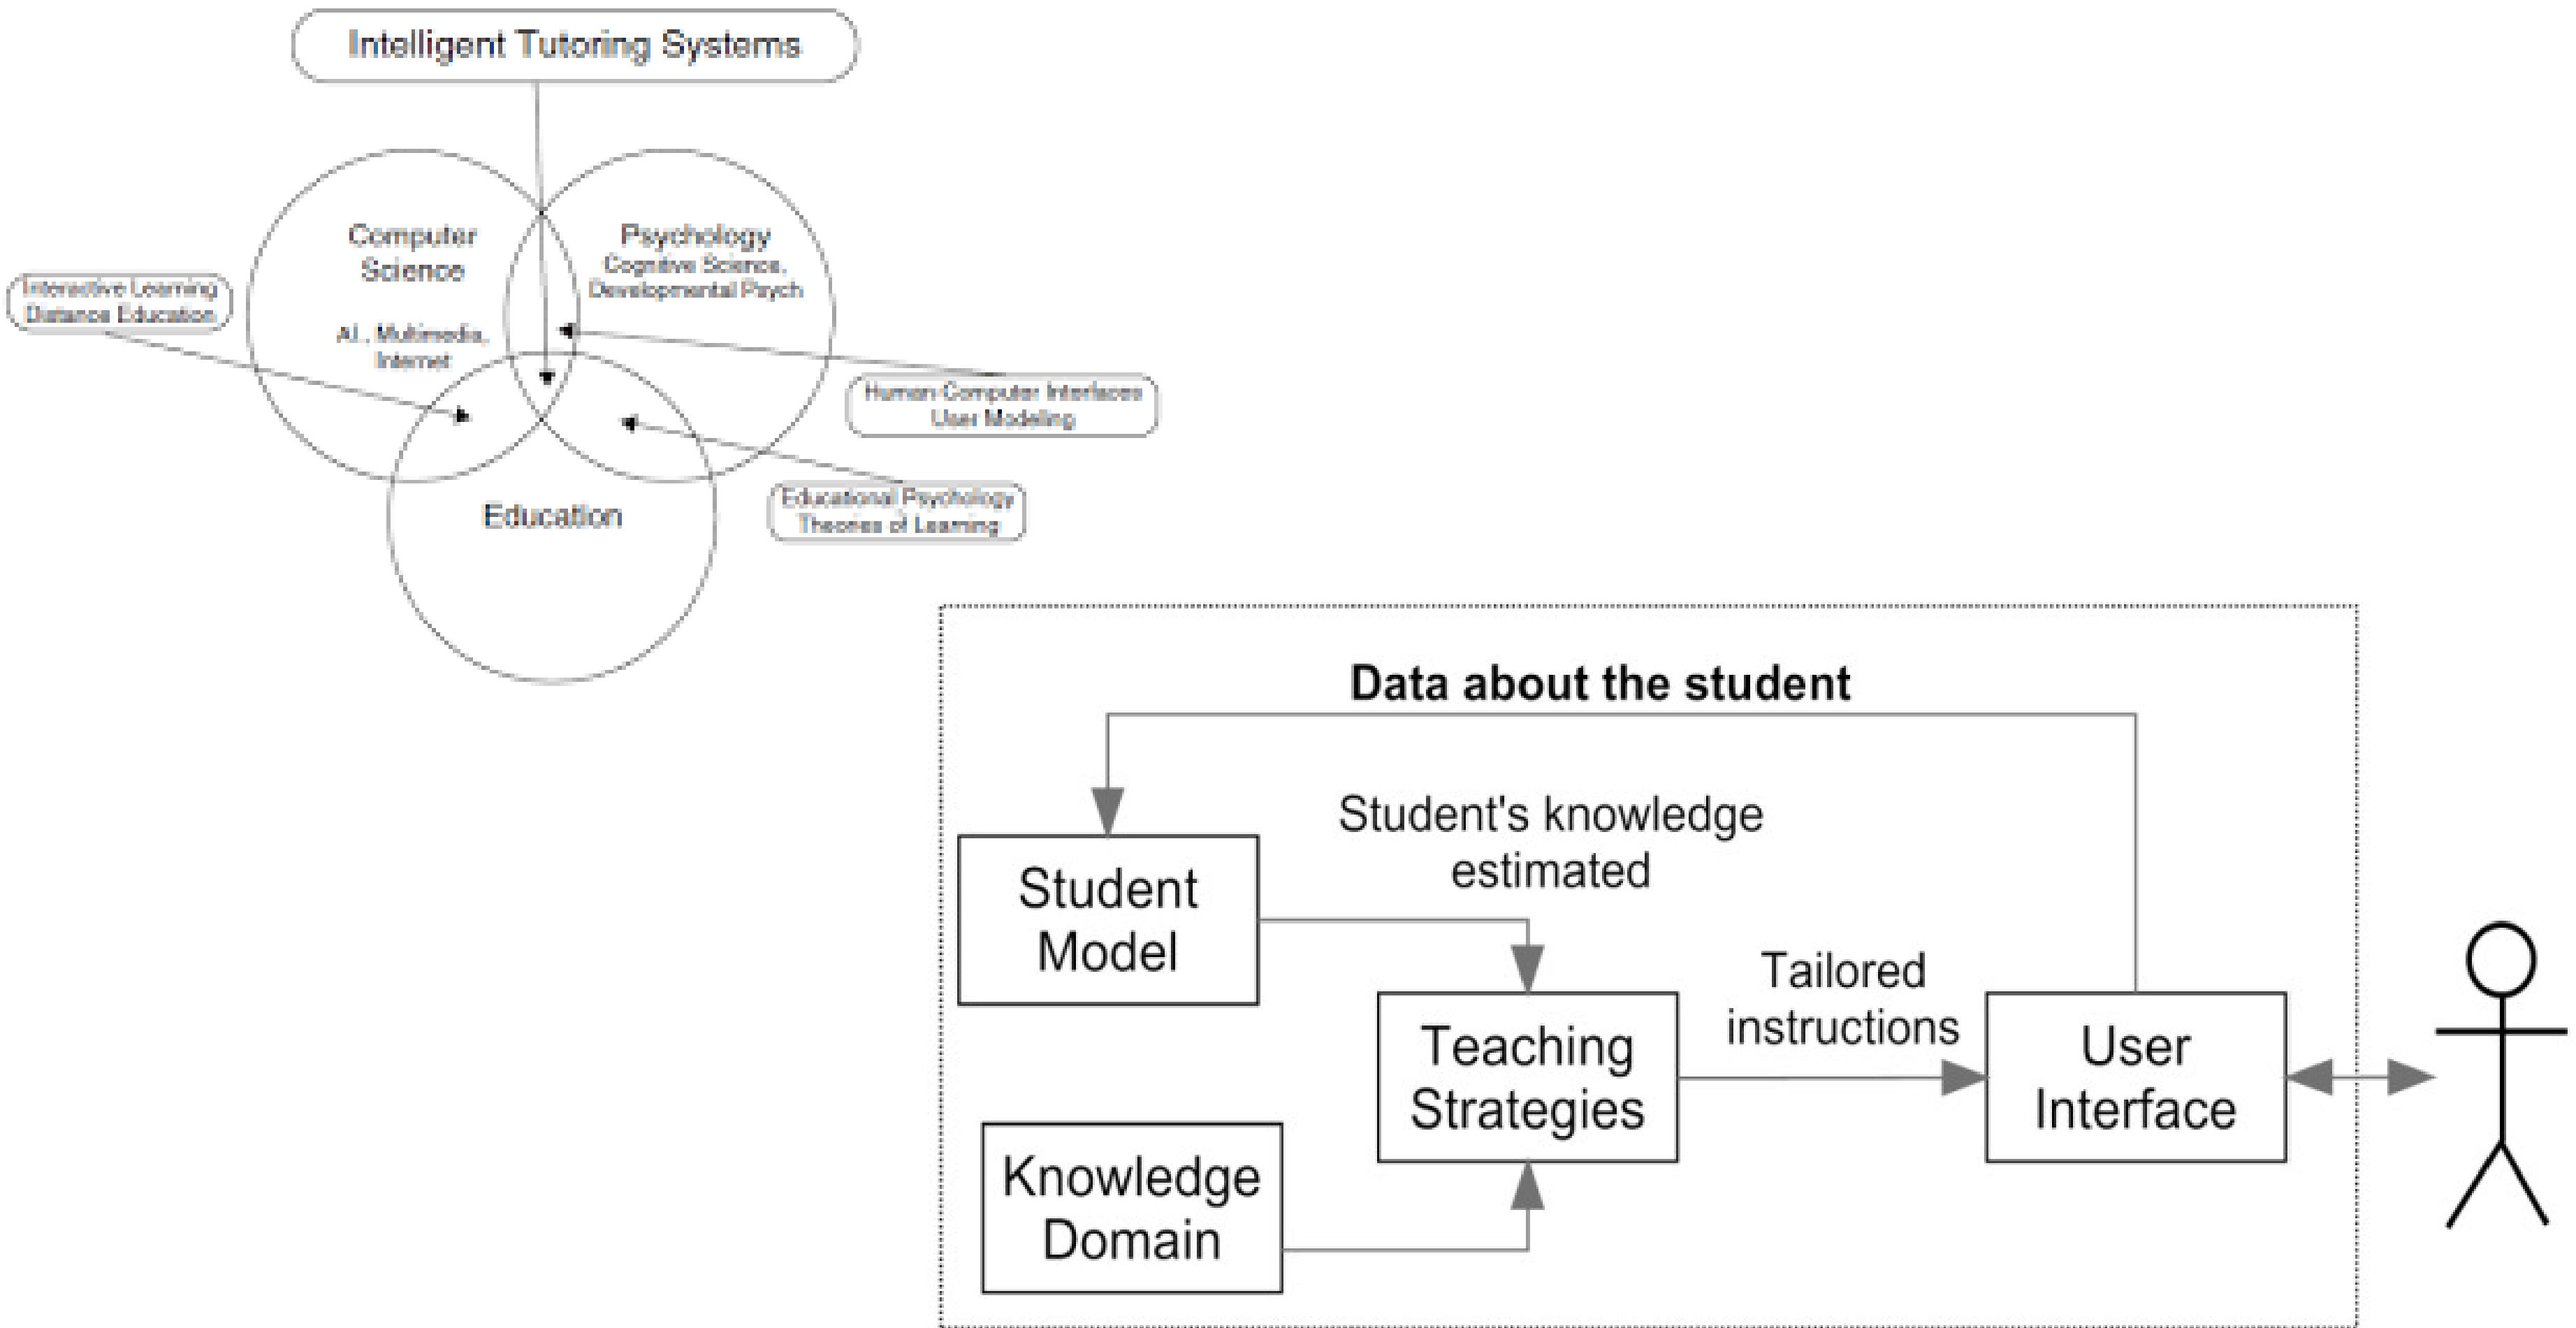 Intelligent Tutoring Systems
Computer
Science
A.I., Multimedia,
Internet
Psychology
Cognitive Science,
Developmental Psych
Interactive Learning
Distance Education
Human-Computer Interfaces
User Modeling
Educational Psychology
Theories of Learning
Education
Data about the student
Student's knowledge
estimated
Student
Model
Tailored
instructions
Teaching
Strategies
User
Interface
Knowledge
Domain